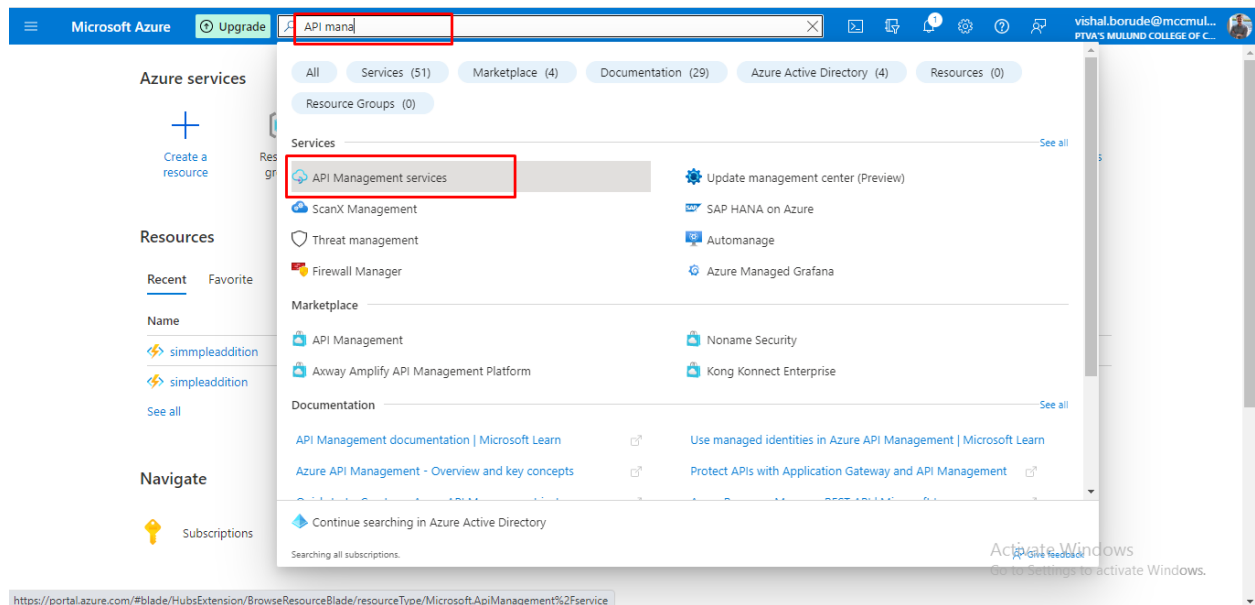 Microsoft Azure
Upgrade
API mana
vishal.borude@mccmul...
PTVA'S MULUND COLLEGE OF C...
Azure services
Create a resource
All
Services (51)
Marketplace (4)
Documentation (29)
Azure Active Directory (4)
Resources (0)
Resource Groups (0)
Services
See all
API Management services
Update management center (Preview)
ScanX Management
SAP HANA on Azure
Threat management
Automanage
Firewall Manager
Azure Managed Grafana
Marketplace
API Management
Noname Security
Axway Amplify API Management Platform
Kong Konnect Enterprise
Documentation
See all
API Management documentation | Microsoft Learn
Use managed identities in Azure API Management | Microsoft Learn
Azure API Management - Overview and key concepts
Protect APIs with Application Gateway and API Management
Continue searching in Azure Active Directory
Searching all subscriptions.
Give feedback
Resources
Recent
Favorite
Name
simmpleaddition
simpleaddition
See all
Navigate
Subscriptions
Activate Windows
Go to Settings to activate Windows.
https://portal.azure.com/#blade/HubsExtension/BrowseResourceBlade/resourceType/Microsoft.ApiManagement%2Fservice